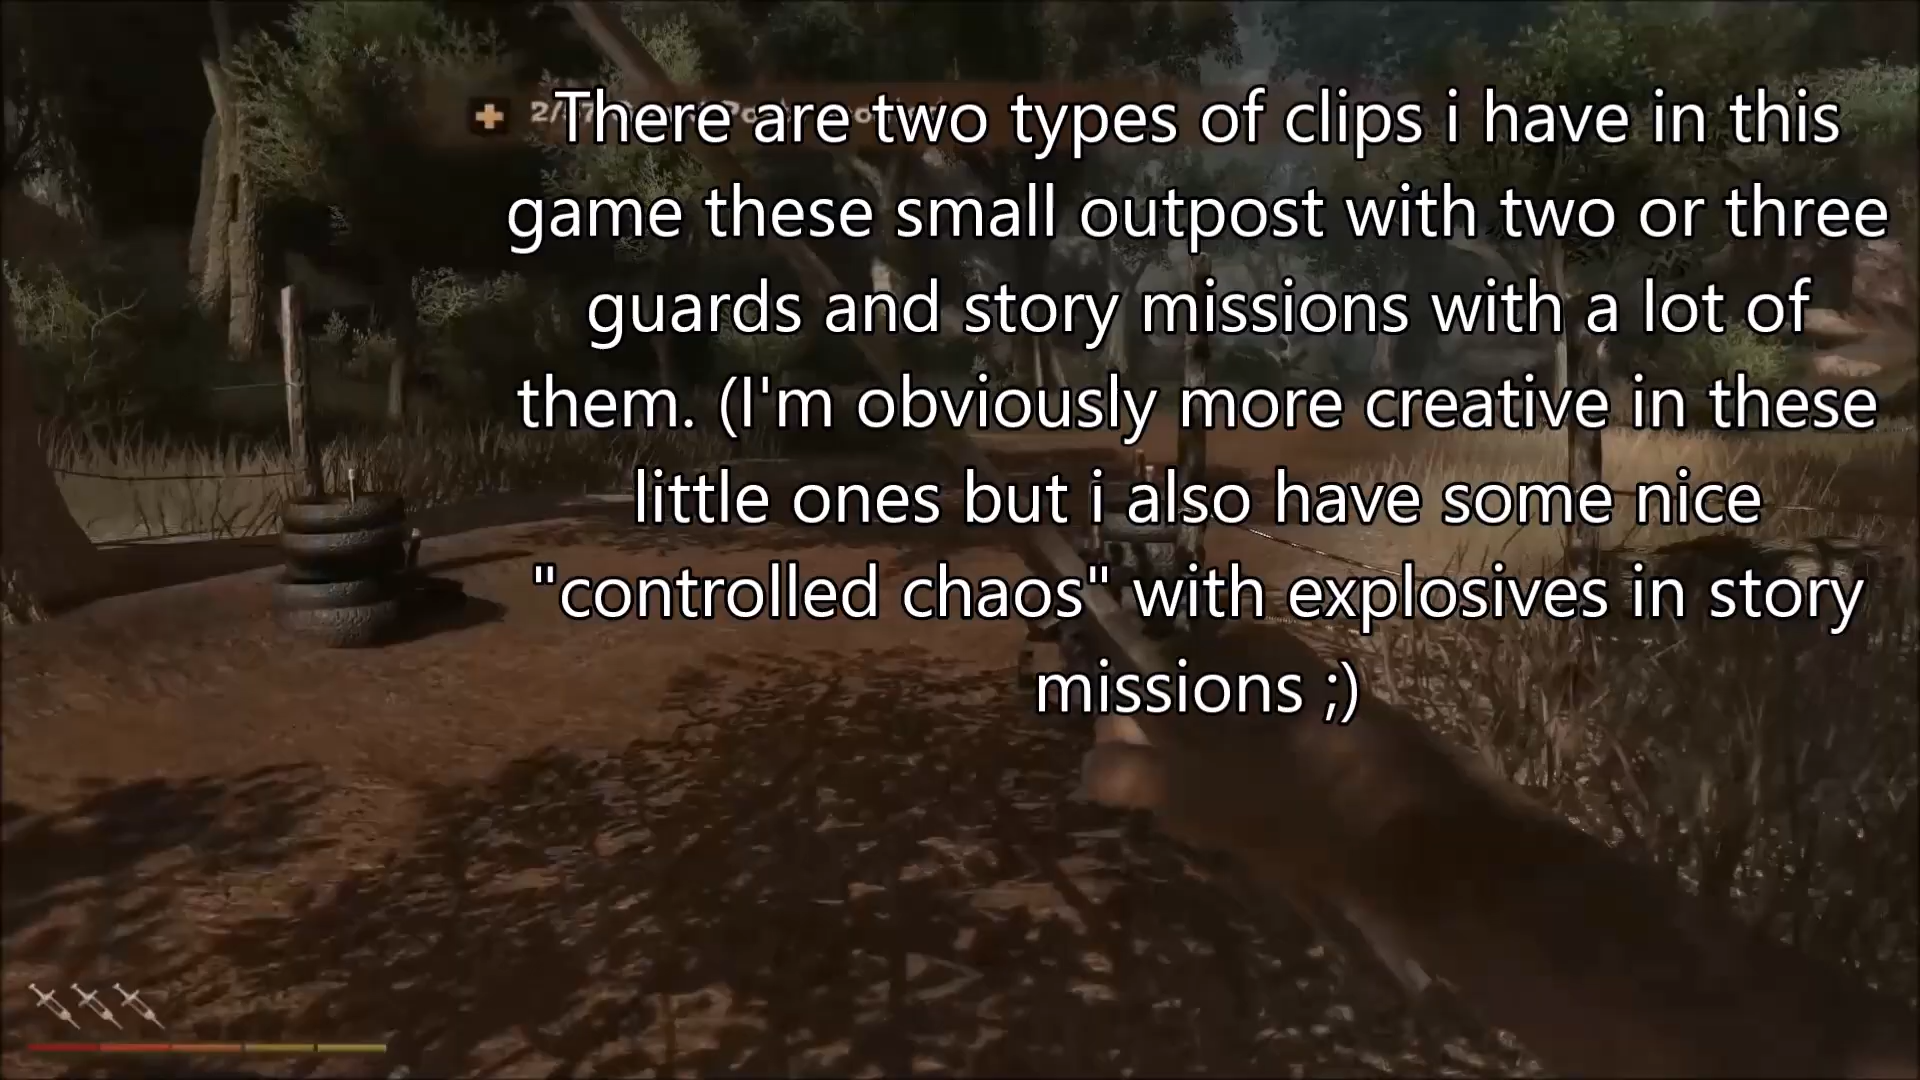 There are two types of clips i have in this
game these small outpost with two or three
guards and story missions with a lot of
them. (I'm obviously more creative in these
little ones but i also have some nice
"controlled chaos" with explosives in story
missions ;)